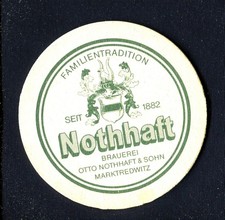 FAMILIENTRADITION
SEIT 1882
Nothhaft
BRAUEREI
OTTO NOTHHAFT & SOHN
MARKTREDWITZ